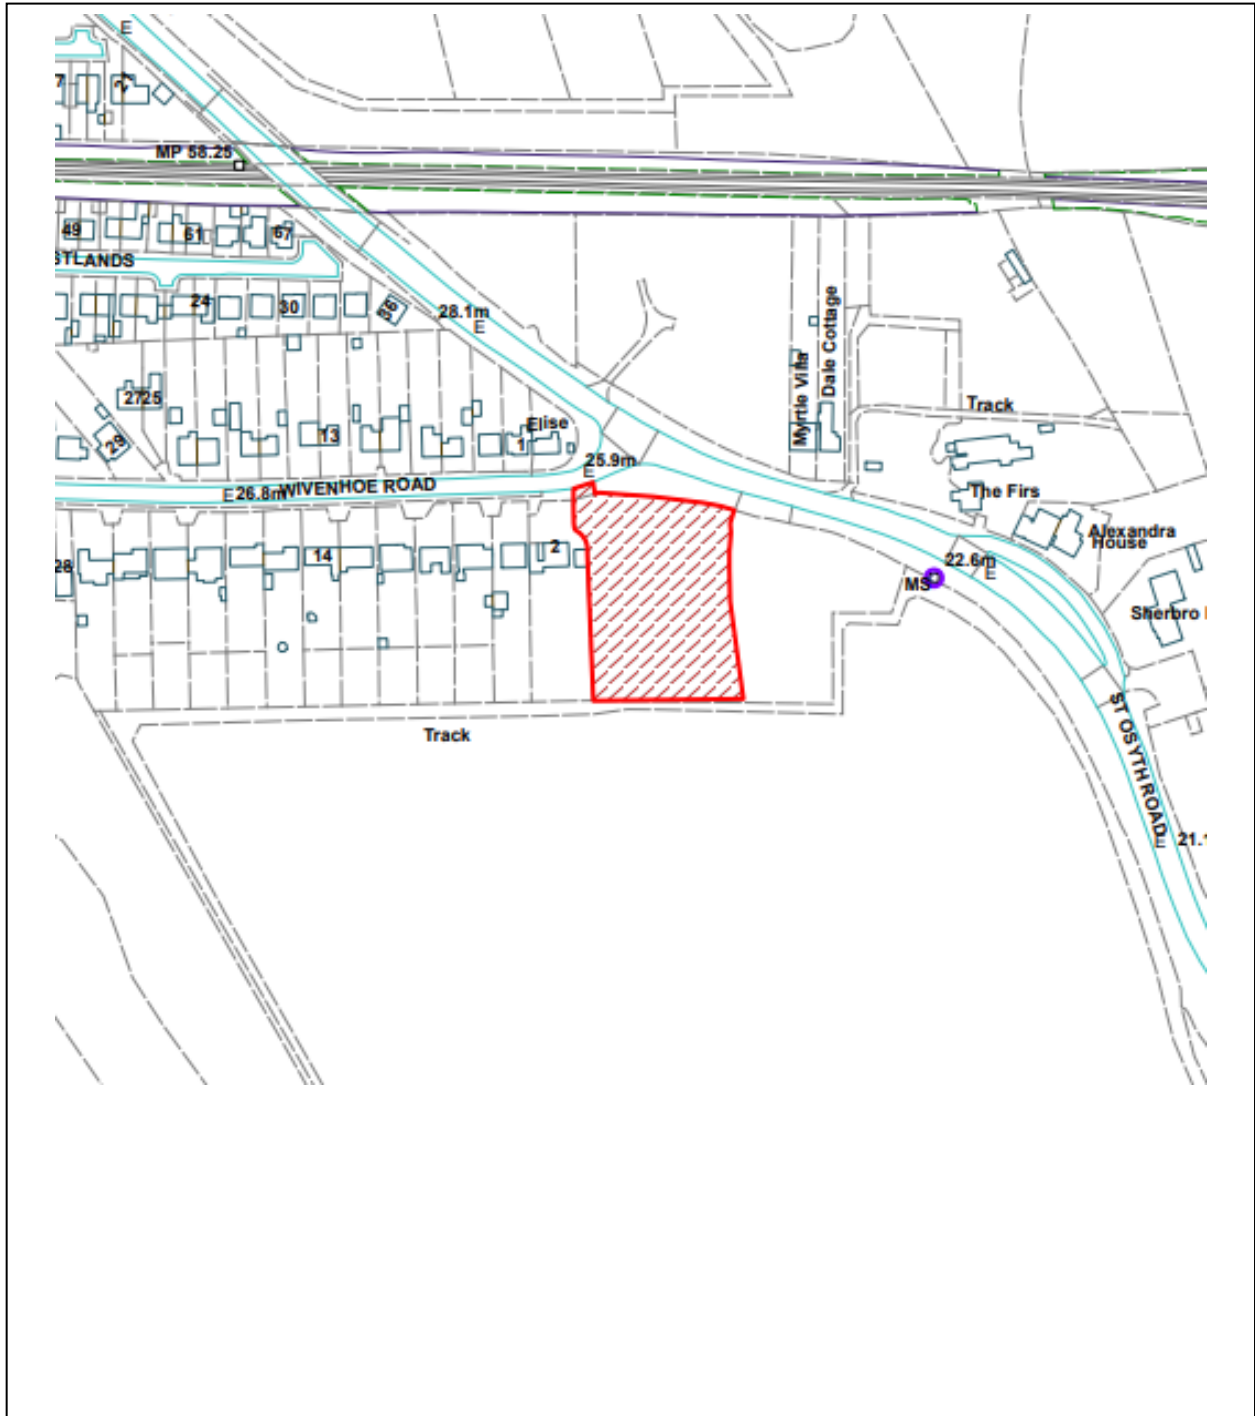 E
7
27
MP 58.25
49
61
67
STLANDS
24
30
36
28.1m
E
Myrtle Villa
Dale Cottage
2725
29
13
Elise
1
Track
25.9m
E
E 26.8m
WIVENHOE ROAD
The Firs
Alexandra
House
28
14
2
22.6m
E
MS
Sherbro
ST OSYTH ROAD
Track
E
21.1